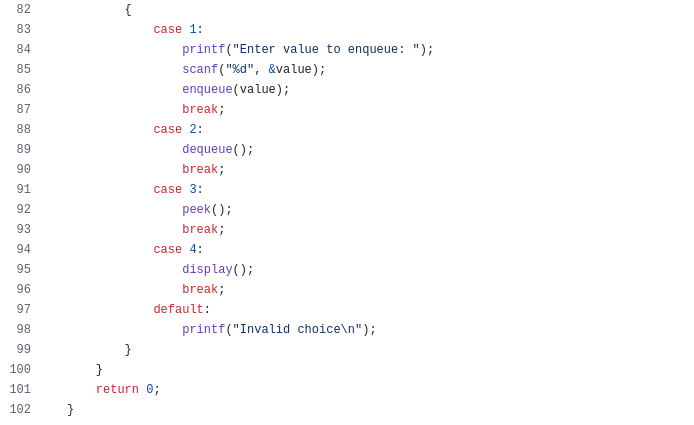 82             {
83                 case 1:
84                     printf("Enter value to enqueue: ");
85                     scanf("%d", &value);
86                     enqueue(value);
87                     break;
88                 case 2:
89                     dequeue();
90                     break;
91                 case 3:
92                     peek();
93                     break;
94                 case 4:
95                     display();
96                     break;
97                 default:
98                     printf("Invalid choice\n");
99             }
100         }
101         return 0;
102     }